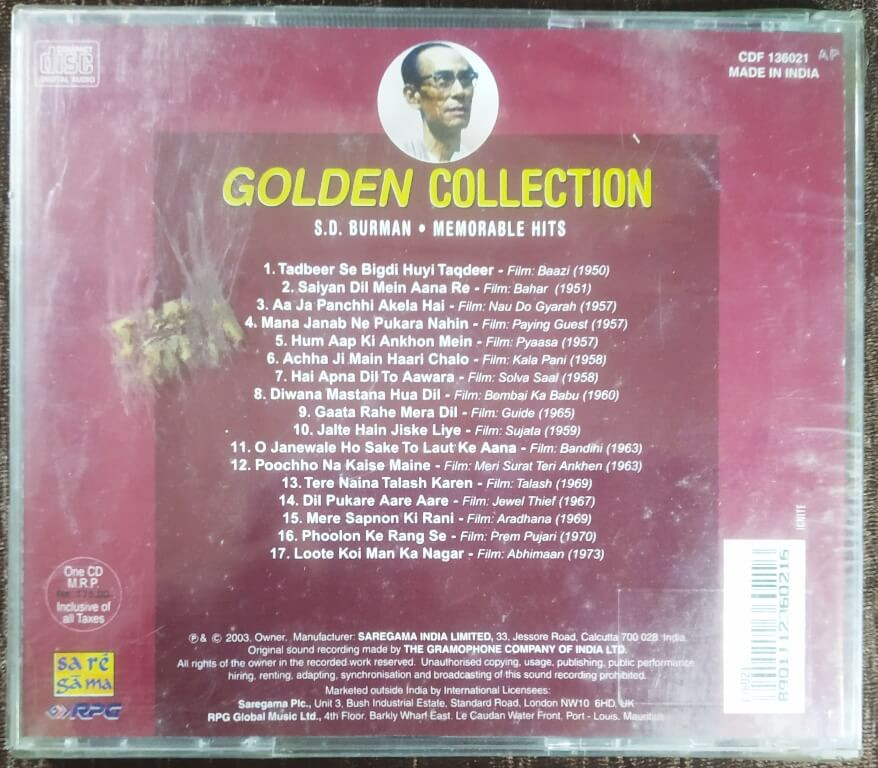 COMPACT
disc
DIGITAL AUDIO
CDF 136021 AP
MADE IN INDIA
GOLDEN COLLECTION
S.D. BURMAN • MEMORABLE HITS
1. Tadbeer Se Bigdi Huyi Taqdeer - Film: Baazi (1950)
2. Saiyan Dil Mein Aana Re - Film: Bahar (1951)
3. Aa Ja Panchhi Akela Hai - Film: Nau Do Gyarah (1957)
4. Mana Janab Ne Pukara Nahin - Film: Paying Guest (1957)
5. Hum Aap Ki Ankhon Mein - Film: Pyaasa (1957)
6. Achha Ji Main Haari Chalo - Film: Kala Pani (1958)
7. Hai Apna Dil To Aawara - Film: Solva Saal (1958)
8. Diwana Mastana Hua Dil - Film: Bombai Ka Babu (1960)
9. Gaata Rahe Mera Dil - Film: Guide (1965)
10. Jalte Hain Jiske Liye - Film: Sujata (1959)
11. O Janewale Ho Sake To Laut Ke Aana - Film: Bandini (1963)
12. Poochho Na Kaise Maine - Film: Meri Surat Teri Ankhen (1963)
13. Tere Naina Talash Karen - Film: Talash (1969)
14. Dil Pukare Aare Aare - Film: Jewel Thief (1967)
15. Mere Sapnon Ki Rani - Film: Aradhana (1969)
16. Phoolon Ke Rang Se - Film: Prem Pujari (1970)
17. Loote Koi Man Ka Nagar - Film: Abhimaan (1973)
IGNITE
One CD
M.R.P.
Inclusive of
all Taxes
sa rē
gā ma
RPG
℗ & © 2003. Owner. Manufacturer: SAREGAMA INDIA LIMITED, 33, Jessore Road, Calcutta 700 028. India.
Original sound recording made by THE GRAMOPHONE COMPANY OF INDIA LTD.
All rights of the owner in the recorded work reserved. Unauthorised copying, usage, publishing, public performance,
hiring, renting, adapting, synchronisation and broadcasting of this sound recording prohibited.
Marketed outside India by International Licensees:
Saregama Plc., Unit 3, Bush Industrial Estate, Standard Road, London NW10 6HD. UK
RPG Global Music Ltd., 4th Floor. Barkly Wharf East. Le Caudan Water Front, Port - Louis. Mauritius